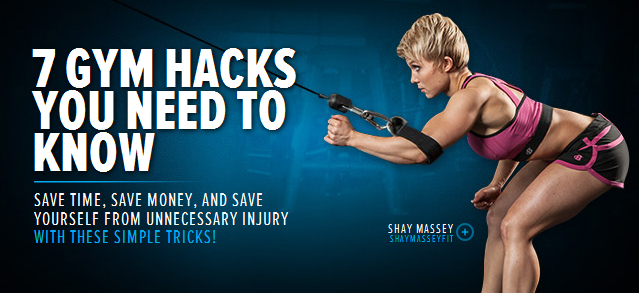 7 GYM HACKS
YOU NEED TO
KNOW
SAVE TIME, SAVE MONEY, AND SAVE
YOURSELF FROM UNNECESSARY INJURY
WITH THESE SIMPLE TRICKS!
SHAY MASSEY
SHAYMASSEYFIT